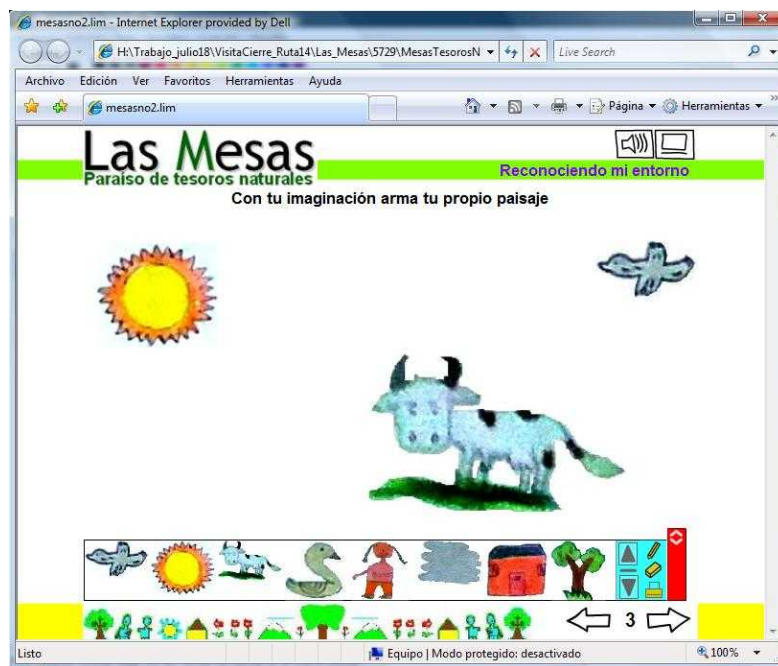 mesasno2.lim - Internet Explorer provided by Dell
H:\Trabajo_julio18\VisitaCierre_Ruta14\Las_Mesas\5729\MesasTesorosN
Live Search
Archivo Edición Ver Favoritos Herramientas Ayuda
mesasno2.lim
Página
Herramientas
Las Mesas
Paraíso de tesoros naturales
Reconociendo mi entorno
Con tu imaginación arma tu propio paisaje
3
Listo
Equipo | Modo protegido: desactivado
100%